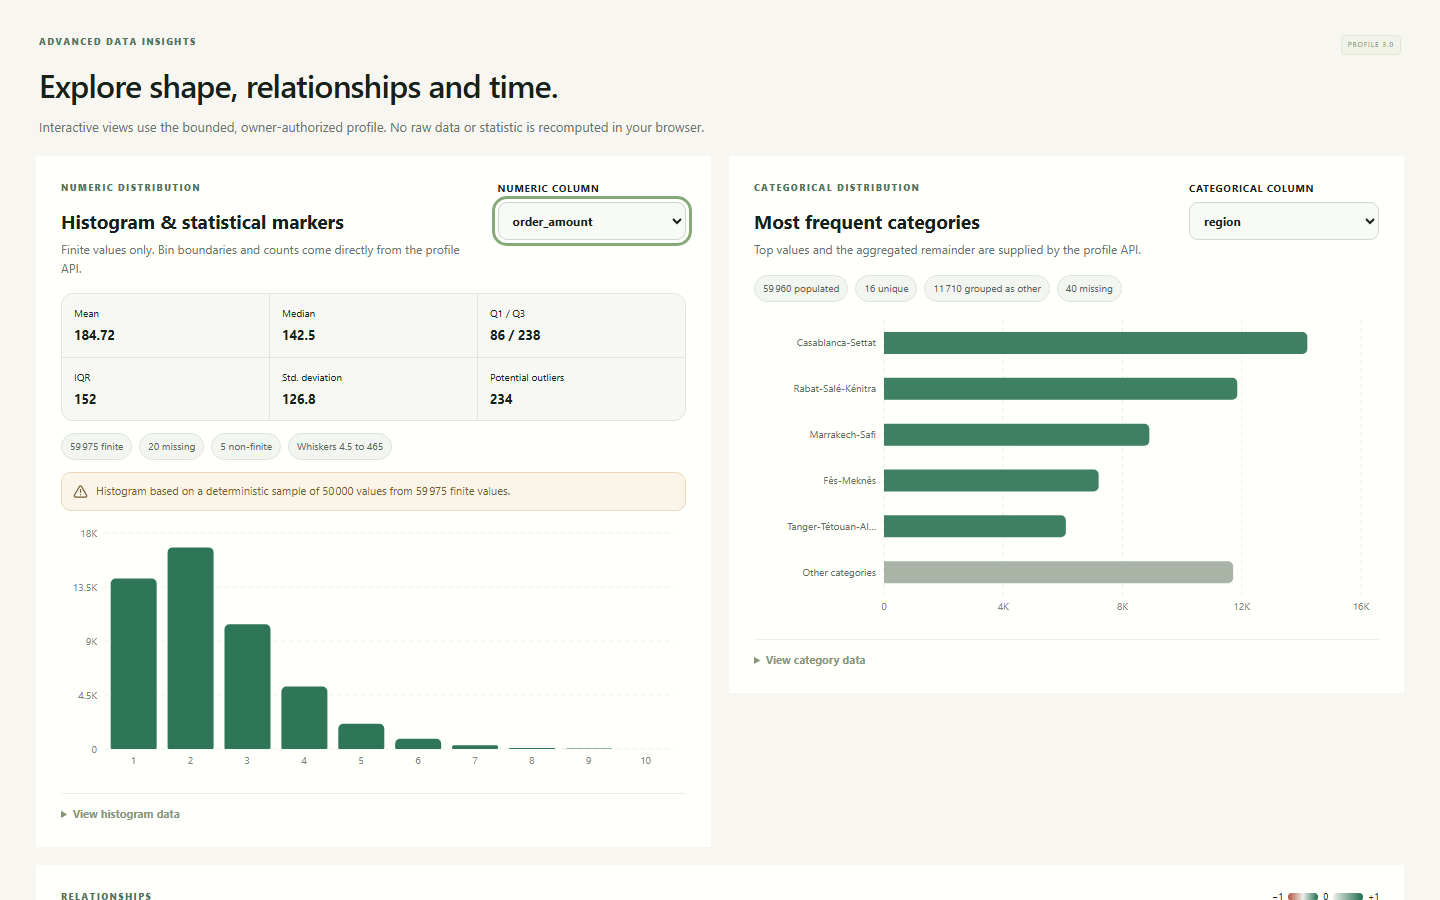 ADVANCED DATA INSIGHTS
PROFILE 3.0
Explore shape, relationships and time.
Interactive views use the bounded, owner-authorized profile. No raw data or statistic is recomputed in your browser.
NUMERIC DISTRIBUTION
NUMERIC COLUMN
Histogram & statistical markers
order_amount
Finite values only. Bin boundaries and counts come directly from the profile
API.
Mean
184.72
Median
142.5
Q1 / Q3
86 / 238
IQR
152
Std. deviation
126.8
Potential outliers
234
59 975 finite
20 missing
5 non-finite
Whiskers 4.5 to 465
Histogram based on a deterministic sample of 50 000 values from 59 975 finite values.
18K
13.5K
9K
4.5K
0
1 2 3 4 5 6 7 8 9 10
▶ View histogram data
CATEGORICAL DISTRIBUTION
CATEGORICAL COLUMN
Most frequent categories
region
Top values and the aggregated remainder are supplied by the profile API.
59 960 populated
16 unique
11 710 grouped as other
40 missing
Casablanca-Settat
Rabat-Salé-Kénitra
Marrakech-Safi
Fès-Meknès
Tanger-Tétouan-Al...
Other categories
0 4K 8K 12K 16K
▶ View category data
RELATIONSHIPS
−1 0 +1